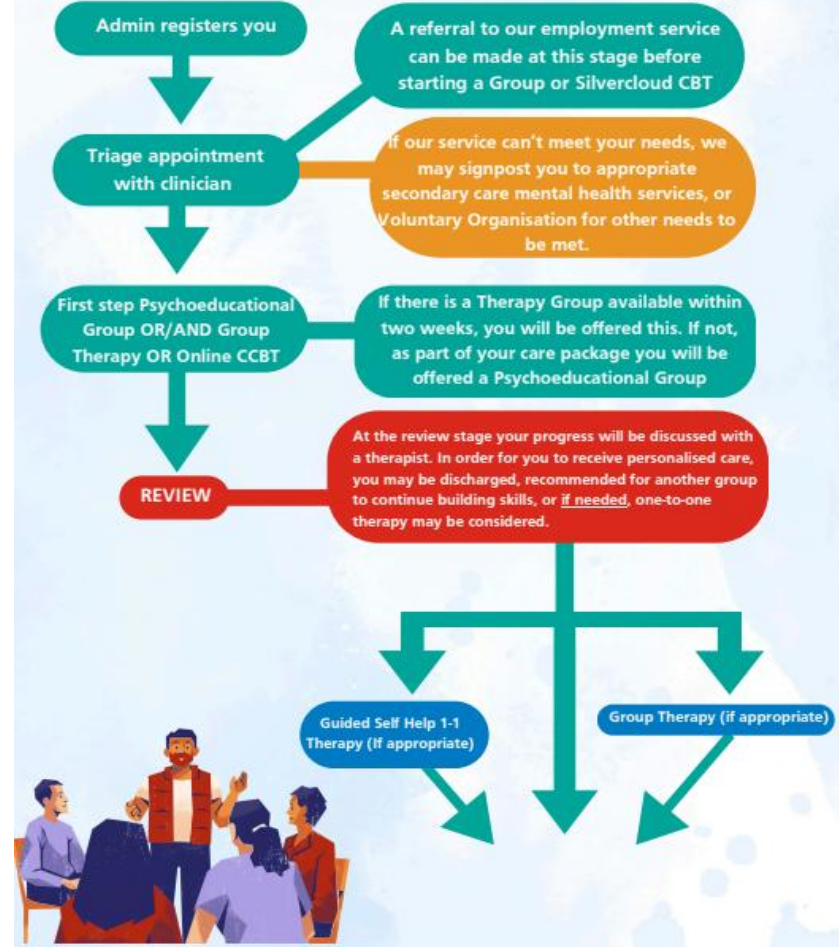 Admin registers you
A referral to our employment service
can be made at this stage before
starting a Group or Silvercloud CBT
Triage appointment
with clinician
If our service can't meet your needs, we
may signpost you to appropriate
secondary care mental health services, or
Voluntary Organisation for other needs to
be met.
First step Psychoeducational
Group OR/AND Group
Therapy OR Online CCBT
If there is a Therapy Group available within
two weeks, you will be offered this. If not,
as part of your care package you will be
offered a Psychoeducational Group
REVIEW
At the review stage your progress will be discussed with
a therapist. In order for you to receive personalised care,
you may be discharged, recommended for another group
to continue building skills, or if needed, one-to-one
therapy may be considered.
Guided Self Help 1-1
Therapy (If appropriate)
Group Therapy (if appropriate)